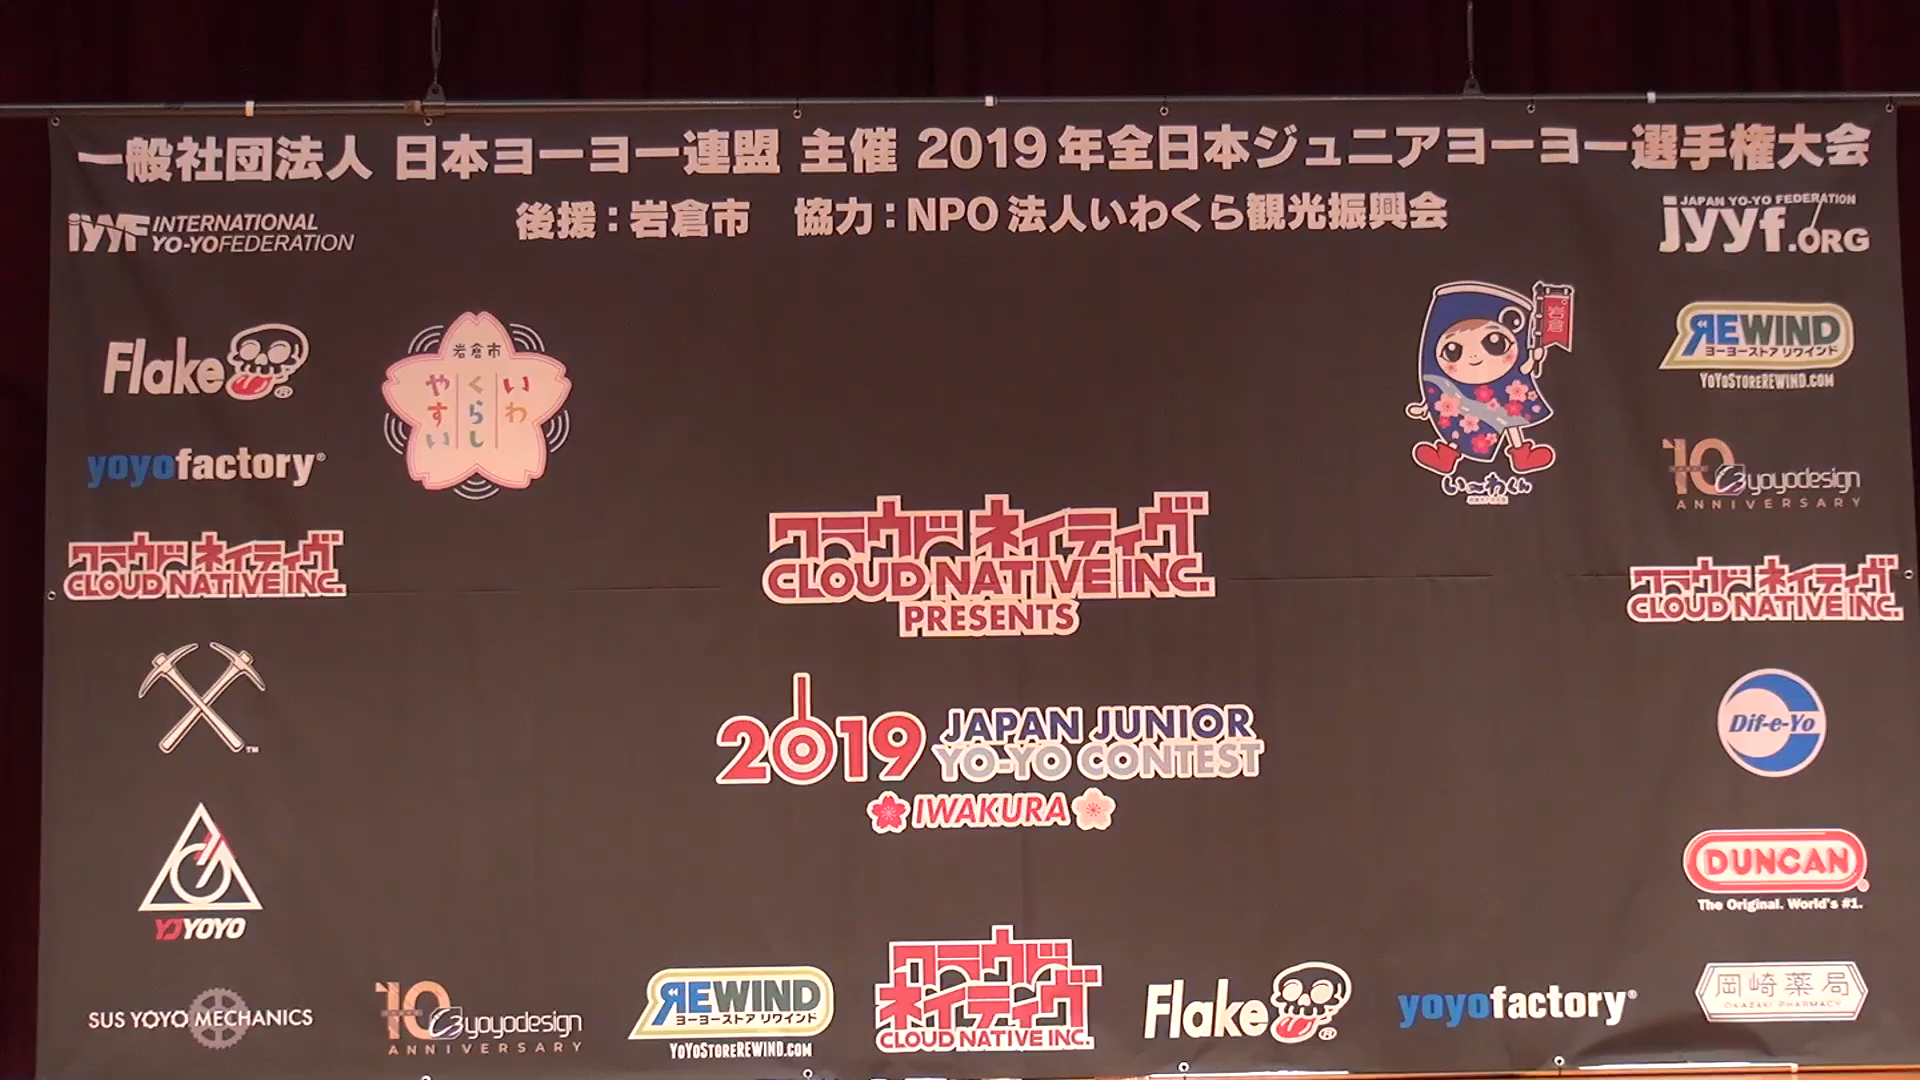 一般社団法人 日本ヨーヨー連盟 主催 2019年全日本ジュニアヨーヨー選手権大会
後援：岩倉市 協力：NPO法人いわくら観光振興会
iYYF INTERNATIONAL
YO-YOFEDERATION
JAPAN YO-YO FEDERATION
jyyf.ORG
Flake®
岩倉市
いわ
くらし
やすい
岩倉
い~わくん
REWIND
ヨーヨーストア リワインド
YOYOSTOREREWIND.COM
yoyofactory®
10 yoyodesign
ANNIVERSARY
クラウドネイティブ
CLOUD NATIVE INC.
クラウドネイティブ
CLOUD NATIVE INC.
PRESENTS
クラウドネイティブ
CLOUD NATIVE INC.
TM
2019 JAPAN JUNIOR
YO-YO CONTEST
IWAKURA
Dif-e-Yo
YJYOYO
DUNCAN®
The Original. World's #1.
SUS YOYO MECHANICS
10 yoyodesign
ANNIVERSARY
REWIND
ヨーヨーストア リワインド
YOYOSTOREREWIND.COM
クラウド
ネイティブ
CLOUD NATIVE INC.
Flake®
yoyofactory®
岡崎薬局
OKAZAKI PHARMACY